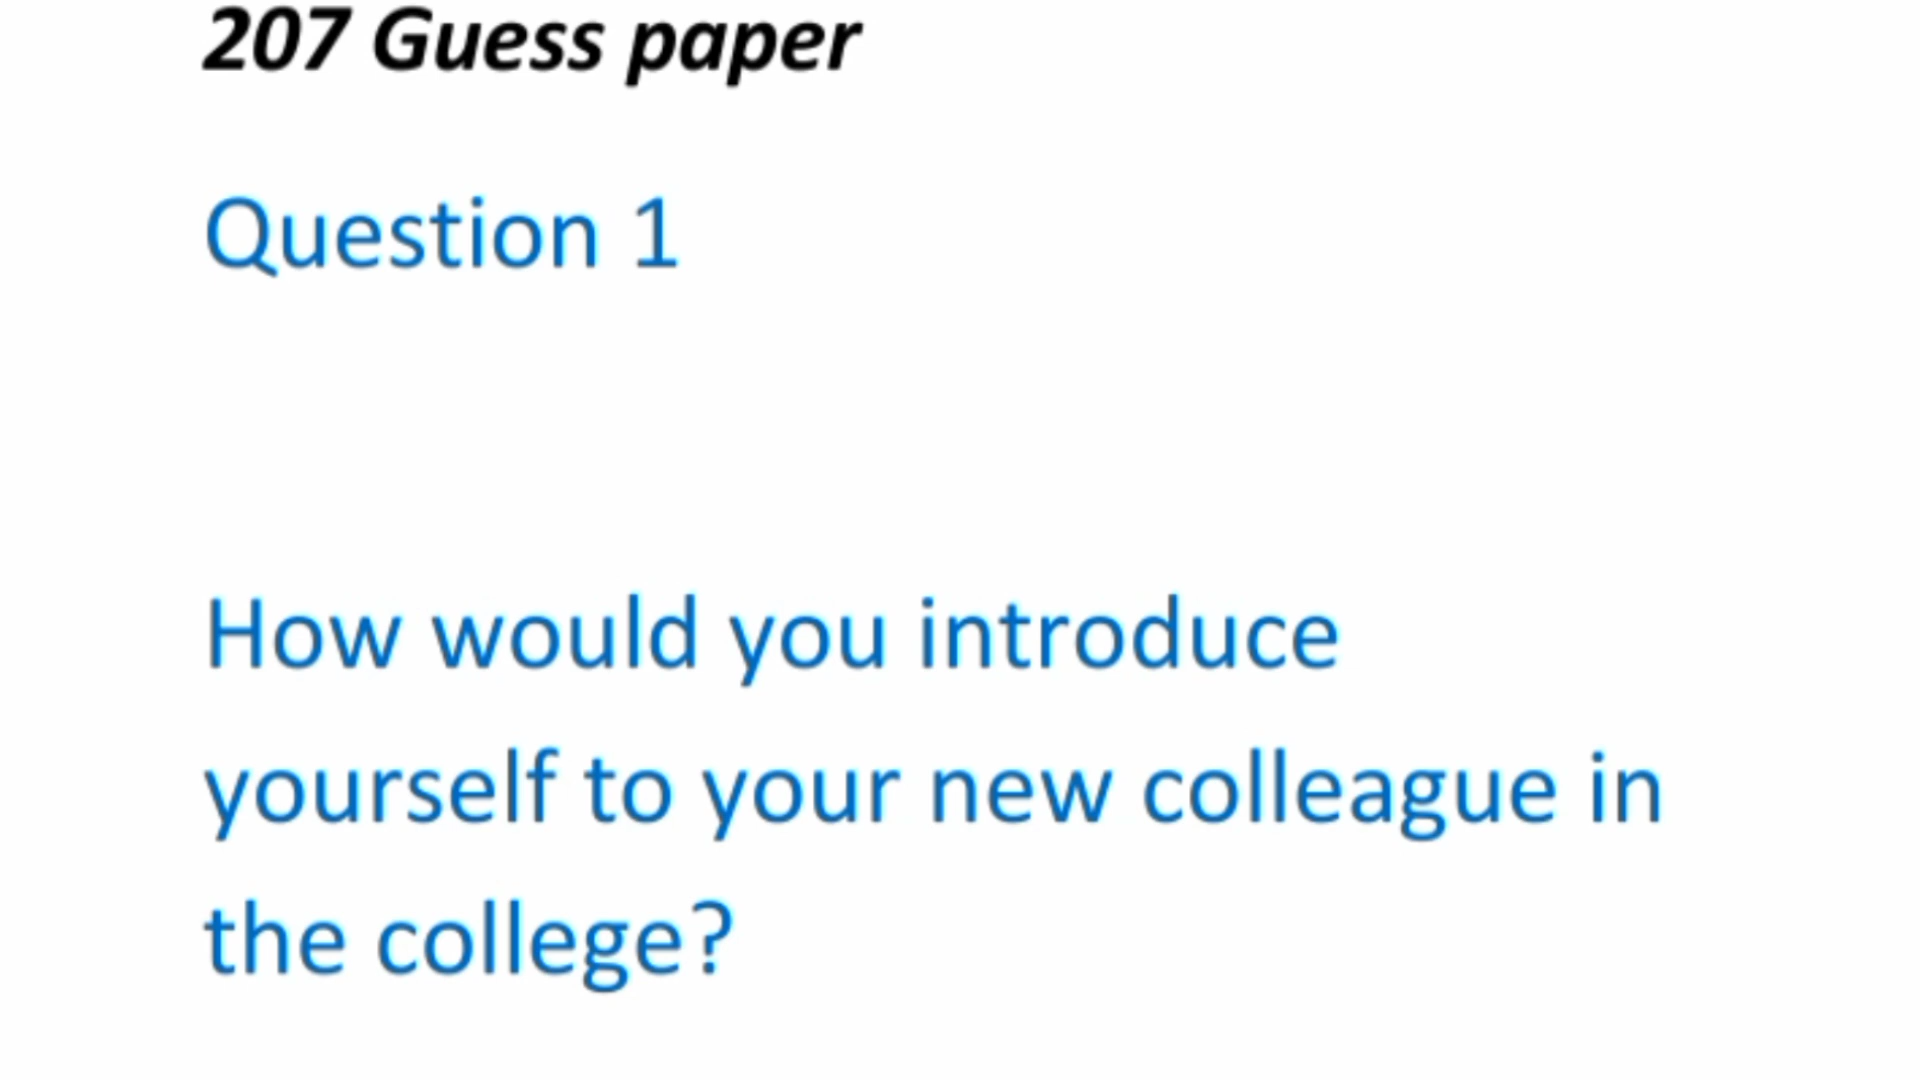 207 Guess paper
Question 1
How would you introduce
yourself to your new colleague in
the college?